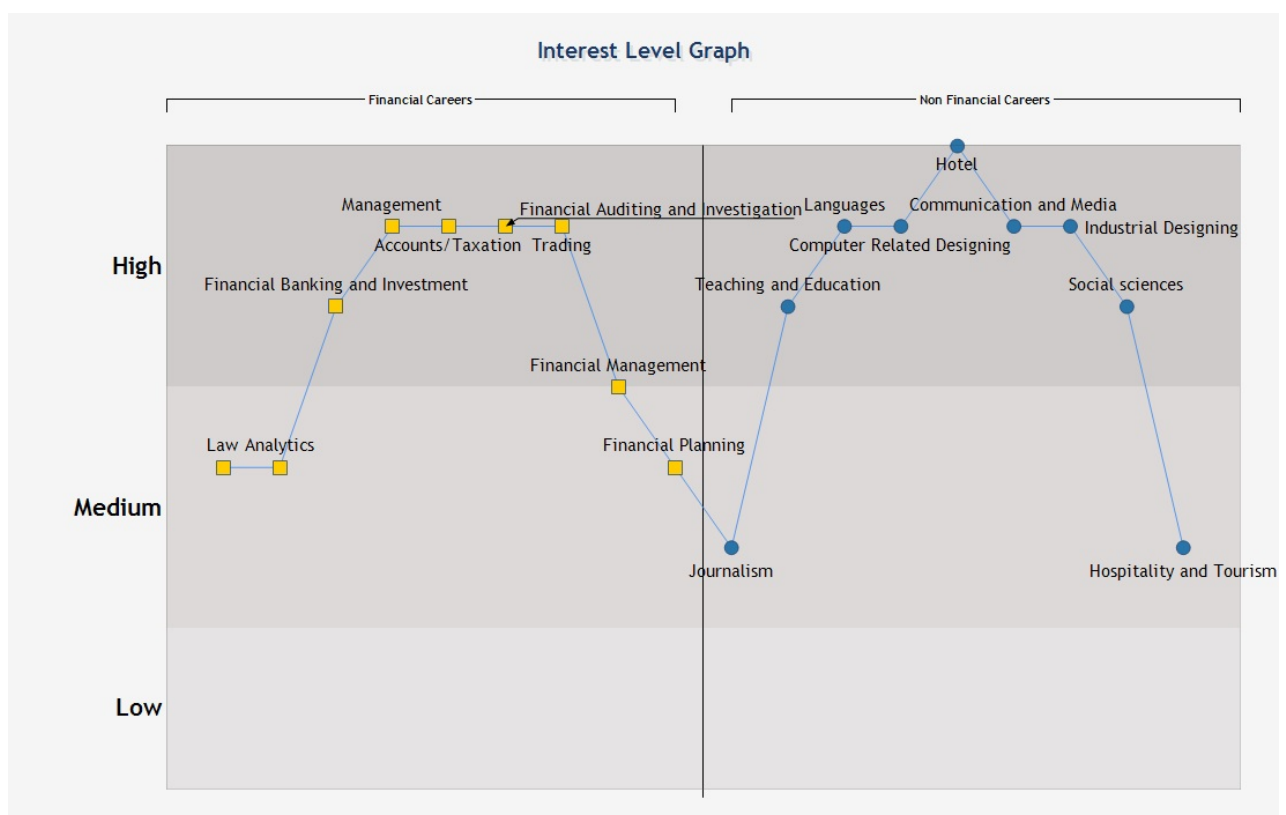 Interest Level Graph
Financial Careers
Non Financial Careers
Hotel
Management
Financial Auditing and Investigation
Languages
Communication and Media
Industrial Designing
Accounts/Taxation
Trading
Computer Related Designing
High
Financial Banking and Investment
Teaching and Education
Social sciences
Financial Management
Law Analytics
Financial Planning
Medium
Journalism
Hospitality and Tourism
Low